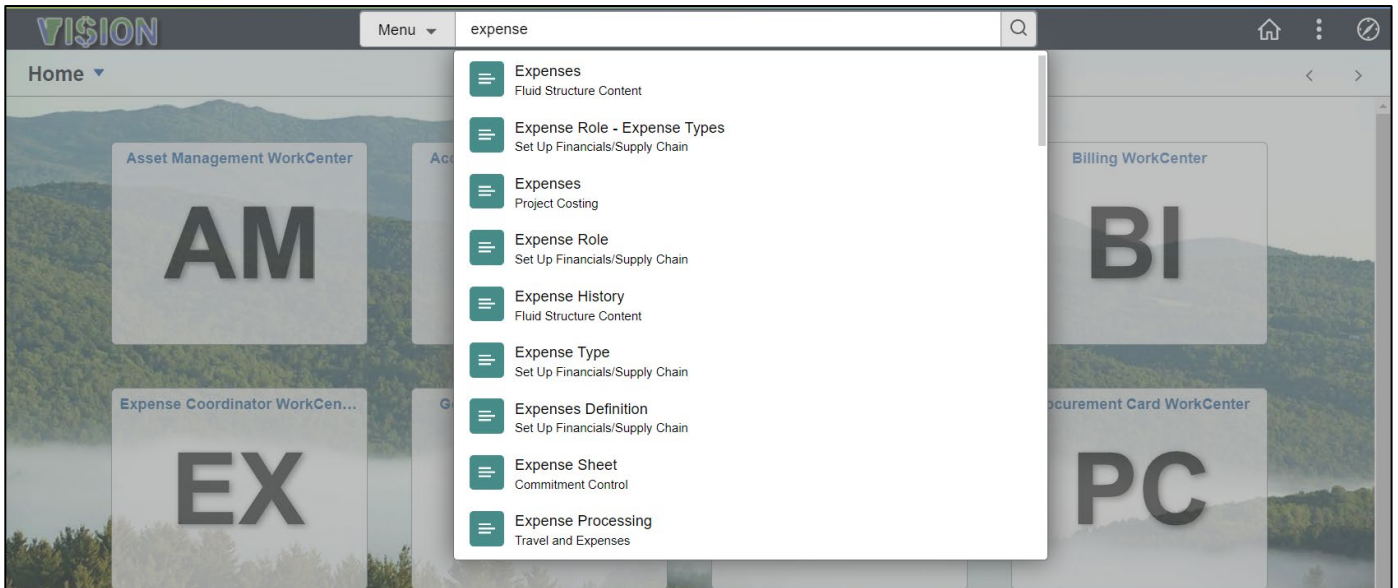 VISION
Menu
expense
Home
Expenses
Fluid Structure Content
Expense Role - Expense Types
Set Up Financials/Supply Chain
Expenses
Project Costing
Expense Role
Set Up Financials/Supply Chain
Expense History
Fluid Structure Content
Expense Type
Set Up Financials/Supply Chain
Expenses Definition
Set Up Financials/Supply Chain
Expense Sheet
Commitment Control
Expense Processing
Travel and Expenses
Asset Management WorkCenter
AM
Billing WorkCenter
BI
Expense Coordinator WorkCen...
EX
WorkCenter
PC